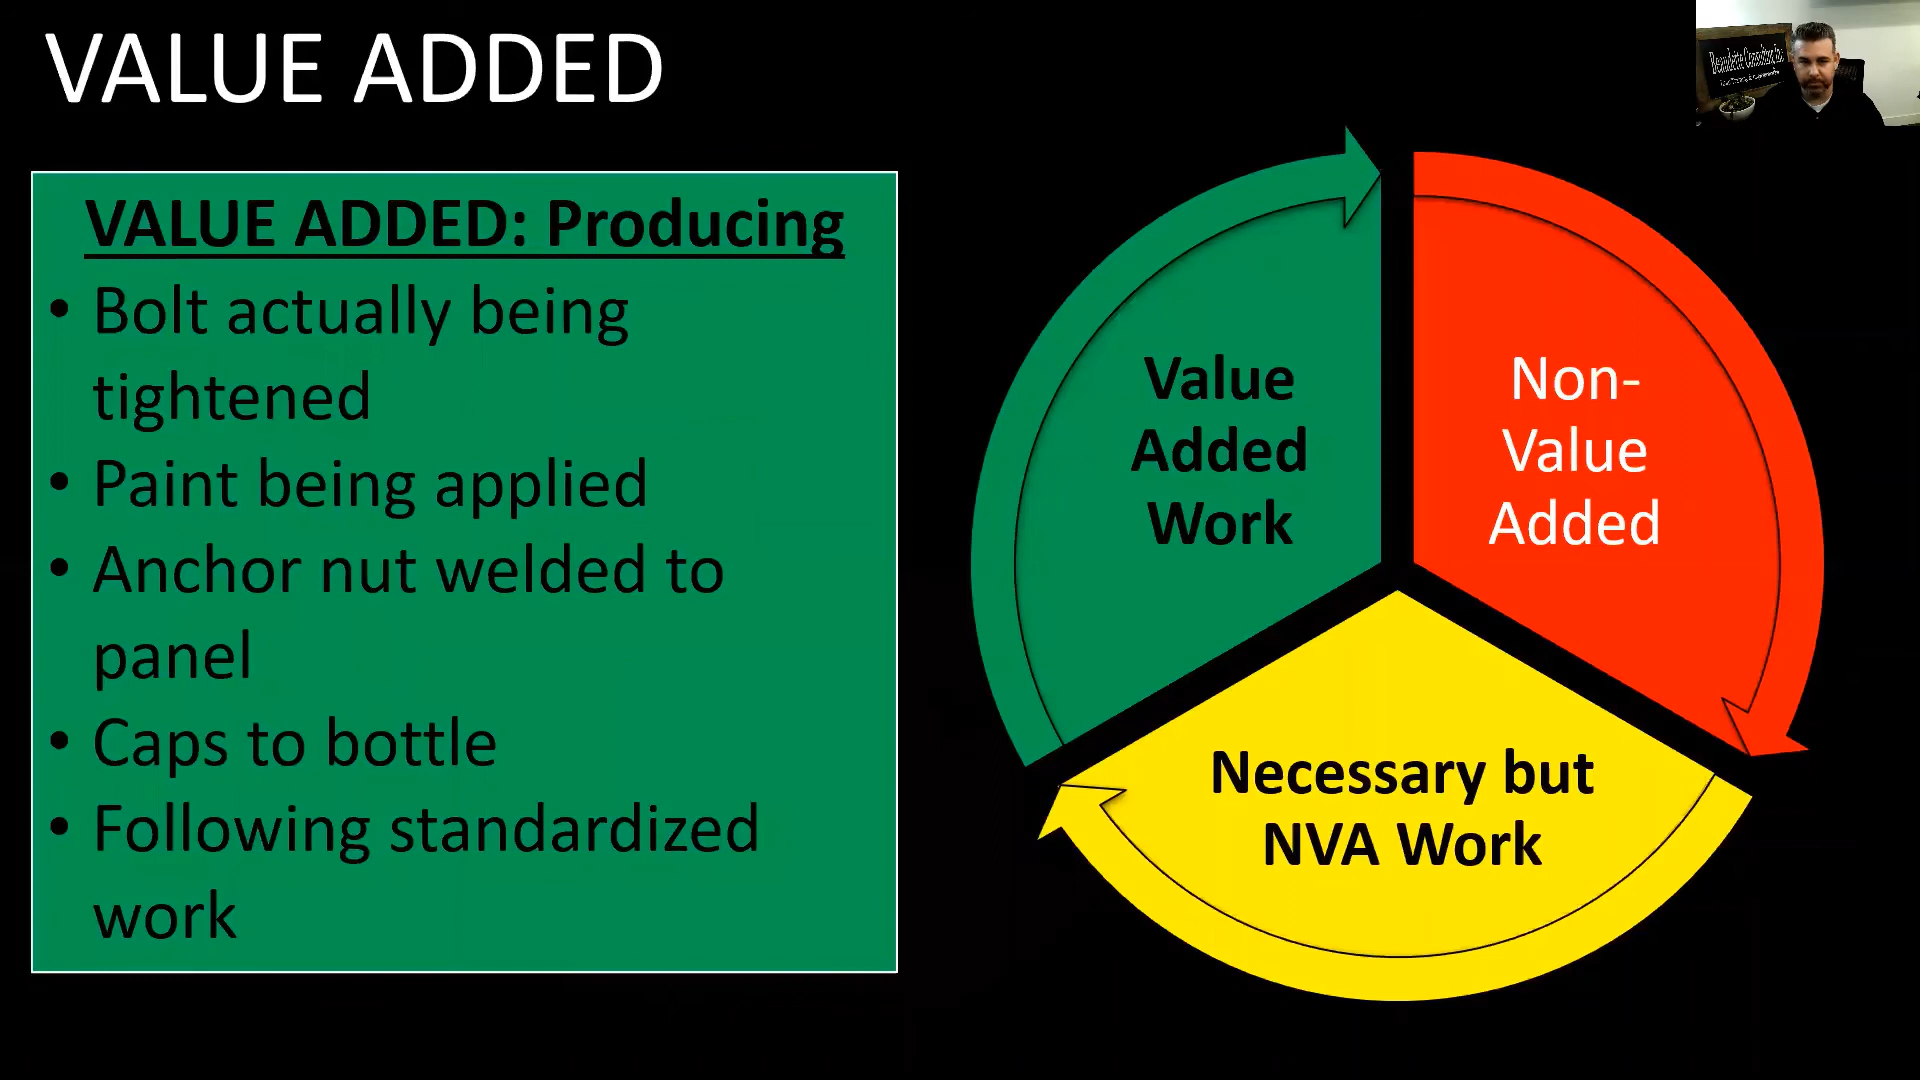 VALUE ADDED
VALUE ADDED: Producing
• Bolt actually being
tightened
• Paint being applied
• Anchor nut welded to
panel
• Caps to bottle
• Following standardized
work
Value
Added
Work
Non-
Value
Added
Necessary but
NVA Work